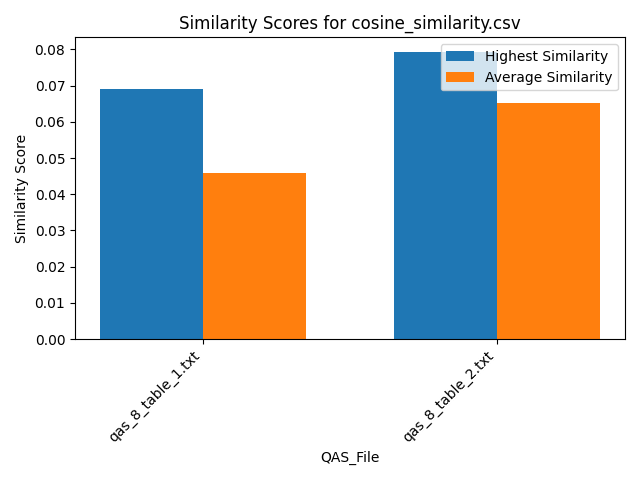 Similarity Scores for cosine_similarity.csv
Highest Similarity
Average Similarity
Similarity Score
0.08
0.07
0.06
0.05
0.04
0.03
0.02
0.01
0.00
qas_8_table_1.txt
qas_8_table_2.txt
QAS_File